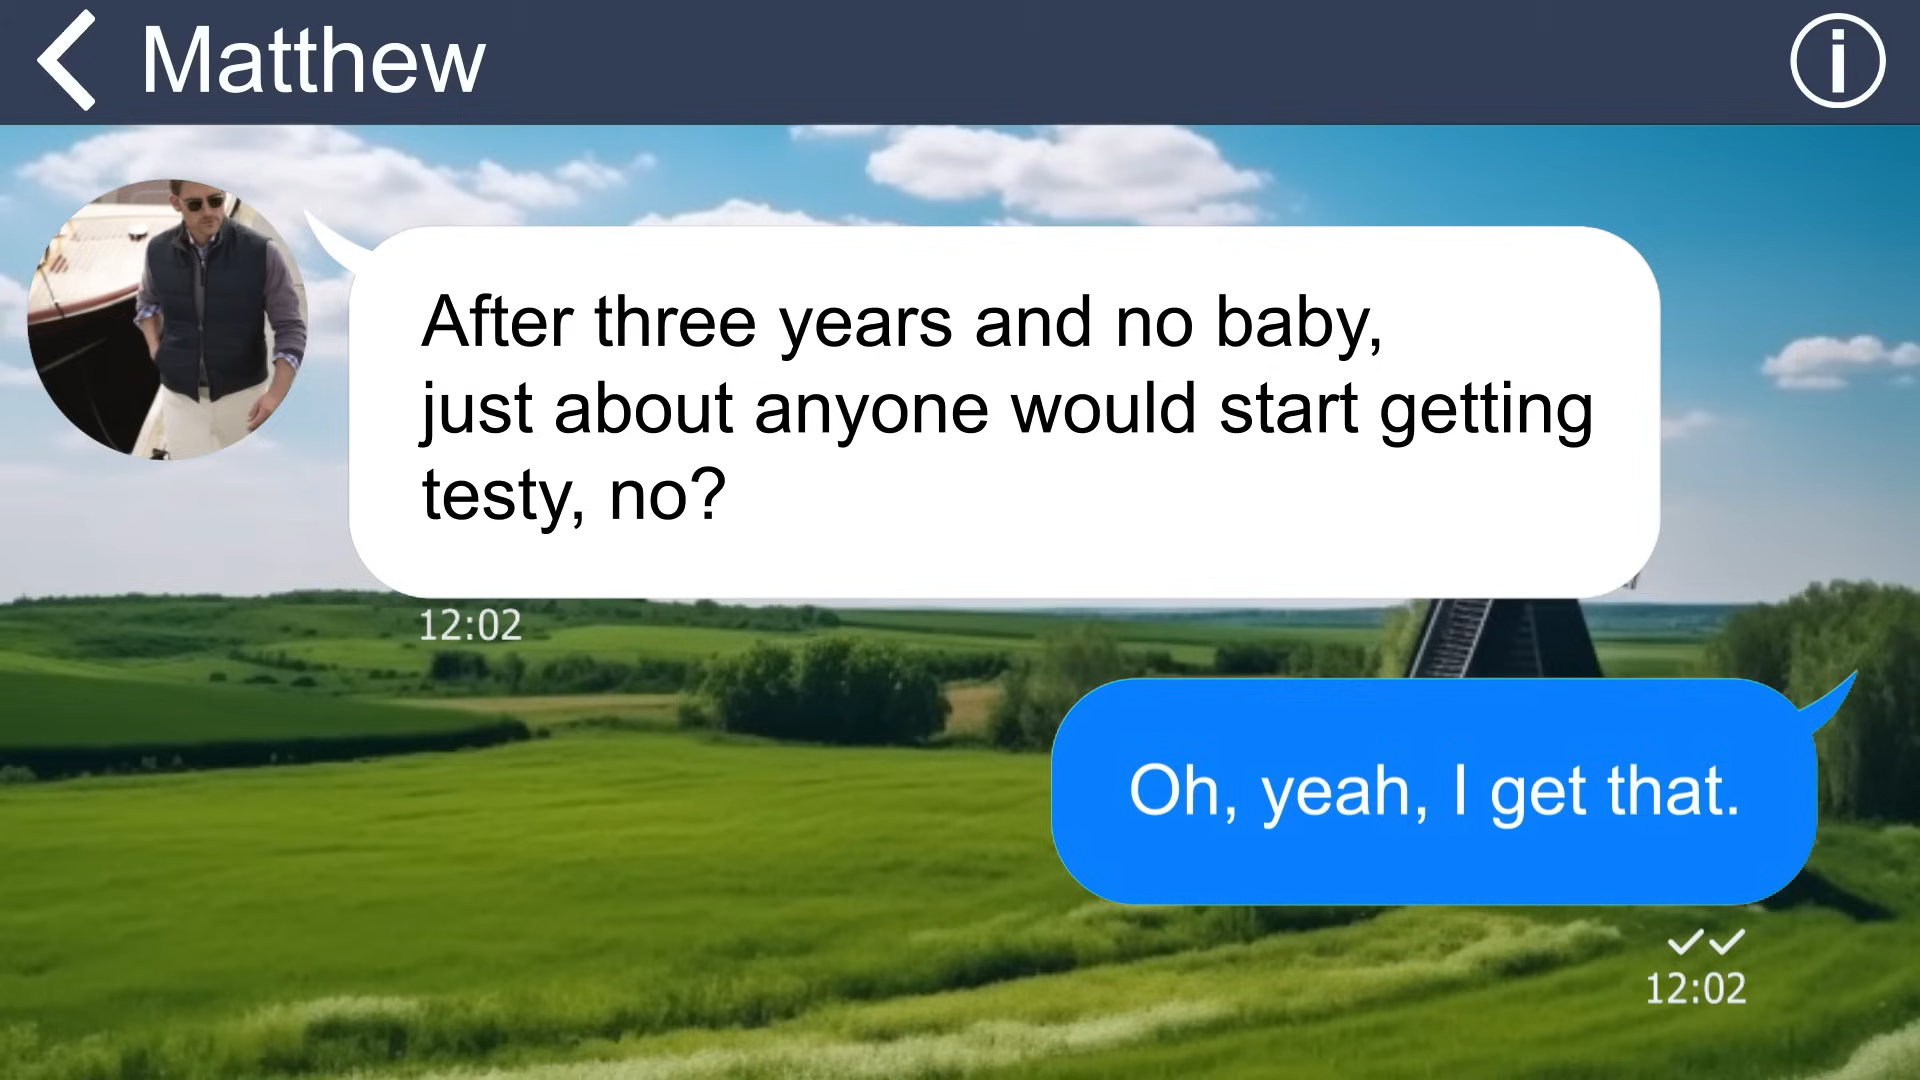 Matthew
After three years and no baby,
just about anyone would start getting
testy, no?
12:02
Oh, yeah, I get that.
12:02